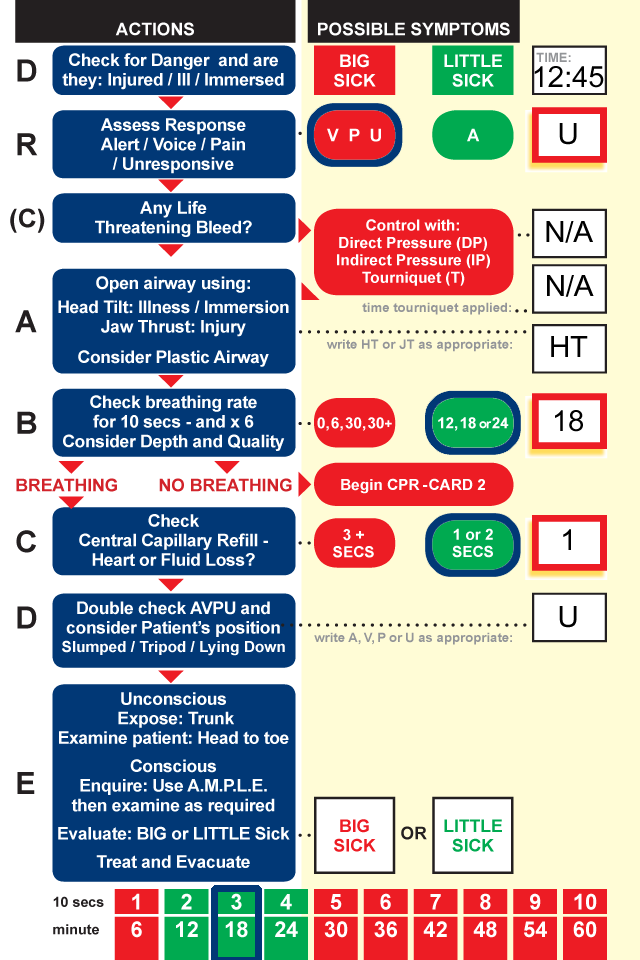 ACTIONS
POSSIBLE SYMPTOMS
D
Check for Danger and are
they: Injured / Ill / Immersed
BIG
SICK
LITTLE
SICK
TIME:
12:45
R
Assess Response
Alert / Voice / Pain
/ Unresponsive
V P U
A
U
(C)
Any Life
Threatening Bleed?
Control with:
Direct Pressure (DP)
Indirect Pressure (IP)
Tourniquet (T)
N/A
time tourniquet applied:
N/A
A
Open airway using:
Head Tilt: Illness / Immersion
Jaw Thrust: Injury
Consider Plastic Airway
write HT or JT as appropriate:
HT
B
Check breathing rate
for 10 secs - and x 6
Consider Depth and Quality
0,6,30,30+
12,18 or 24
18
BREATHING
NO BREATHING
Begin CPR -CARD 2
C
Check
Central Capillary Refill -
Heart or Fluid Loss?
3 +
SECS
1 or 2
SECS
1
D
Double check AVPU and
consider Patient's position
Slumped / Tripod / Lying Down
write A, V, P or U as appropriate:
U
E
Unconscious
Expose: Trunk
Examine patient: Head to toe
Conscious
Enquire: Use A.M.P.L.E.
then examine as required
Evaluate: BIG or LITTLE Sick
Treat and Evacuate
BIG
SICK
OR
LITTLE
SICK
10 secs 1 2 3 4 5 6 7 8 9 10
minute 6 12 18 24 30 36 42 48 54 60